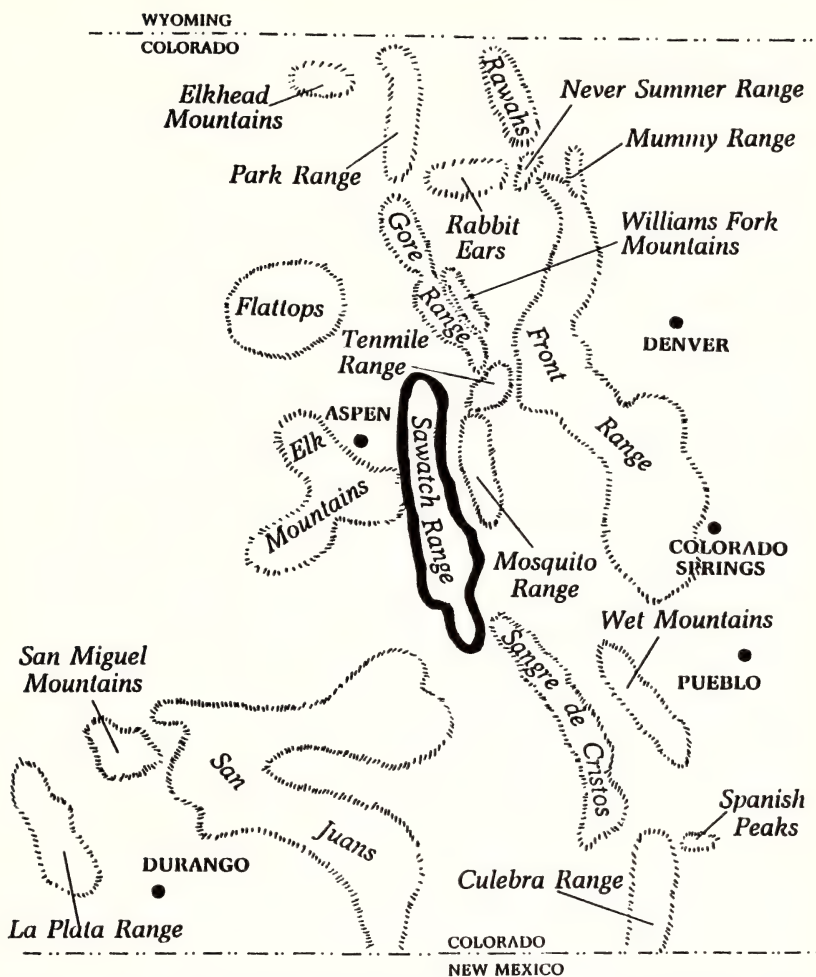 WYOMING
COLORADO
Elkhead
Mountains
Park Range
Rawahs
Never Summer Range
Mummy Range
Rabbit
Ears
Gore
Range
Williams Fork
Mountains
Flattops
Tenmile
Range
Front
Range
DENVER
ASPEN
Elk
Mountains
Sawatch Range
Mosquito
Range
COLORADO
SPRINGS
Wet Mountains
PUEBLO
Sangre de Cristos
San Miguel
Mountains
San
Juans
DURANGO
La Plata Range
Spanish
Peaks
Culebra Range
COLORADO
NEW MEXICO